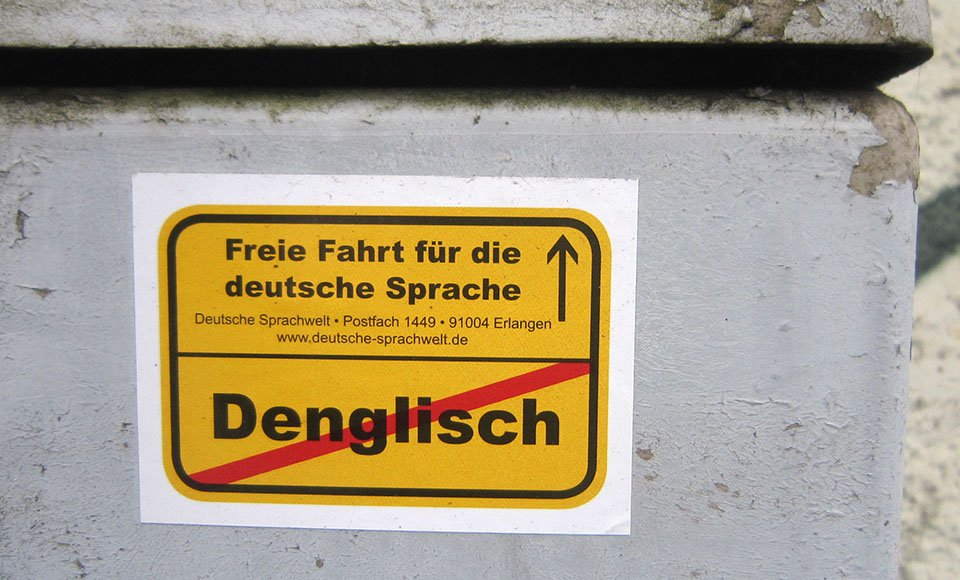 Freie Fahrt für die
deutsche Sprache
Deutsche Sprachwelt • Postfach 1449 • 91004 Erlangen
www.deutsche-sprachwelt.de
Denglisch